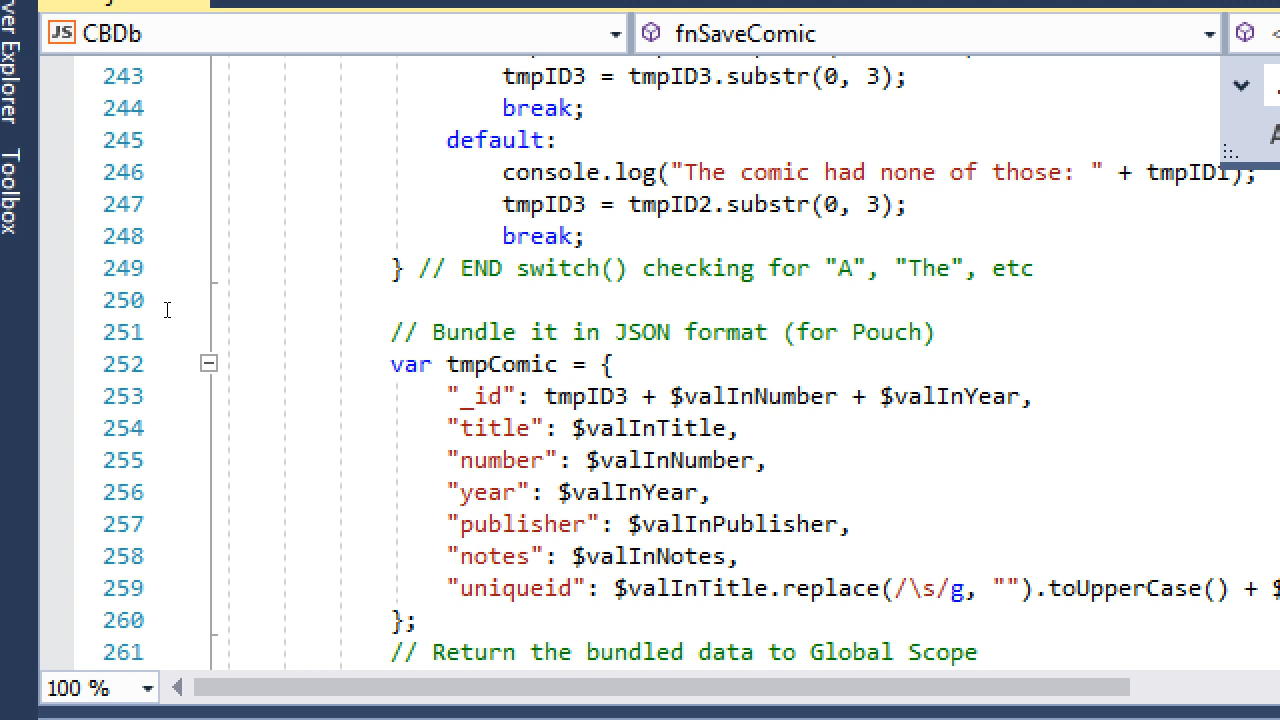 JS CBDb fnSaveComic
Explorer
Toolbox
243 tmpID3 = tmpID3.substr(0, 3);
244 break;
245 default:
246 console.log("The comic had none of those: " + tmpID1);
247 tmpID3 = tmpID2.substr(0, 3);
248 break;
249 } // END switch() checking for "A", "The", etc
250
251 // Bundle it in JSON format (for Pouch)
252 var tmpComic = {
253 "_id": tmpID3 + $valInNumber + $valInYear,
254 "title": $valInTitle,
255 "number": $valInNumber,
256 "year": $valInYear,
257 "publisher": $valInPublisher,
258 "notes": $valInNotes,
259 "uniqueid": $valInTitle.replace(/\s/g, "").toUpperCase() + $
260 };
261 // Return the bundled data to Global Scope
100 %